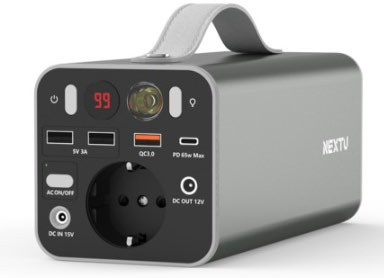 99
NEXTU
5V 3A
QC3.0
PD 65w Max
AC ON/OFF
DC OUT 12V
DC IN 15V